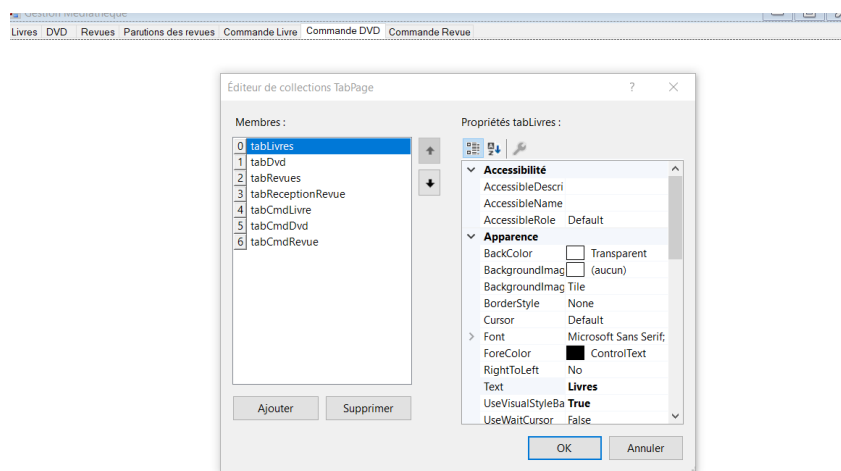 Gestion Médiathèque
Livres DVD Revues Parutions des revues Commande Livre Commande DVD Commande Revue
Éditeur de collections TabPage ? ×
Membres : Propriétés tabLivres :
0 tabLivres
1 tabDvd
2 tabRevues
3 tabReceptionRevue
4 tabCmdLivre
5 tabCmdDvd
6 tabCmdRevue
Accessibilité
AccessibleDescri
AccessibleName
AccessibleRole Default
Apparence
BackColor Transparent
BackgroundImag (aucun)
BackgroundImag Tile
BorderStyle None
Cursor Default
Font Microsoft Sans Serif;
ForeColor ControlText
RightToLeft No
Text Livres
UseVisualStyleBa True
UseWaitCursor False
Ajouter Supprimer
OK Annuler